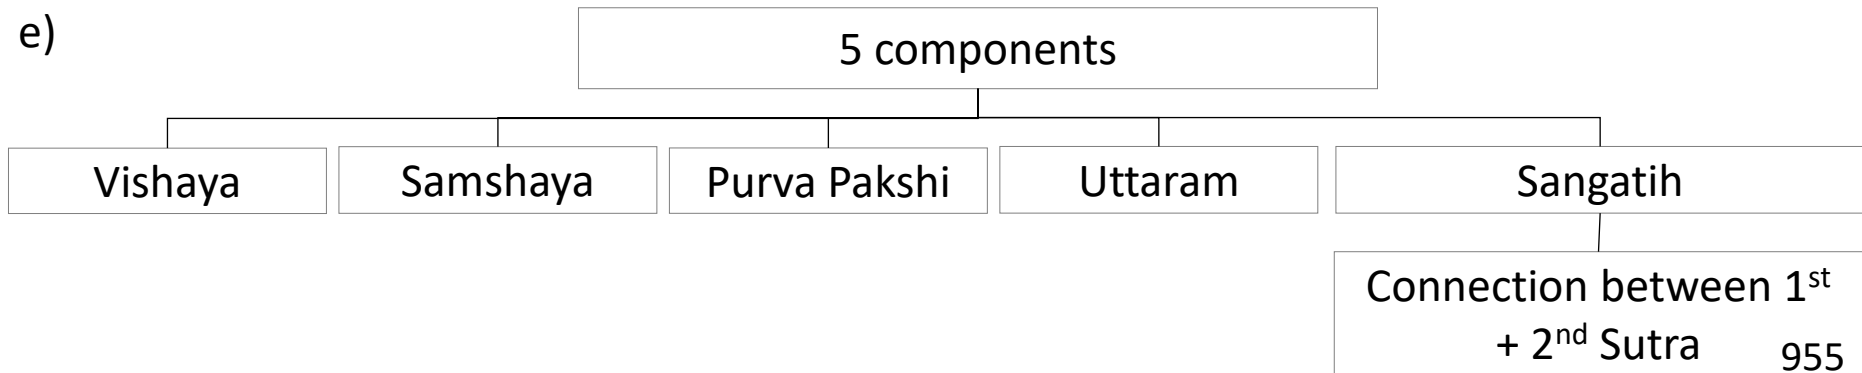 e)
5 components
Vishaya
Samshaya
Purva Pakshi
Uttaram
Sangatih
Connection between 1st
+ 2nd Sutra
955